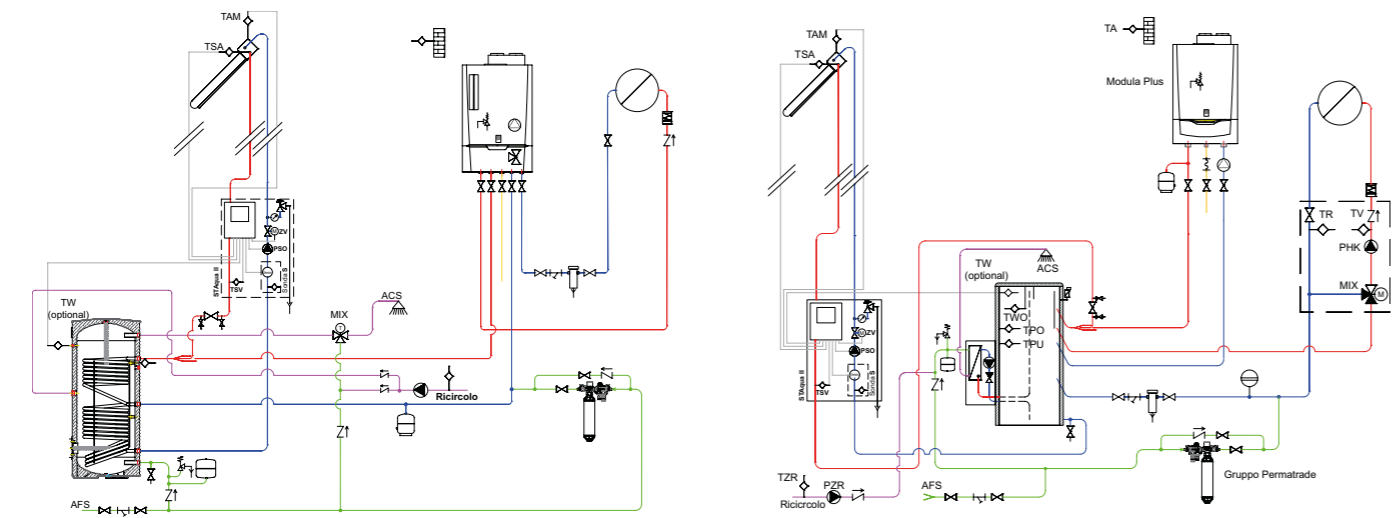 TAM
TSA
ZV
PSO
STAqua II
Sonda S
TSV
TW
(optional)
MIX
T
ACS
M
Ricircolo
AFS
TAM
TSA
TA
Modula Plus
ZV
M
PSO
STAqua II
Sonda S
TSV
TW
(optional)
ACS
TWO
TPO
TPU
TR
TV
PHK
MIX
M
Gruppo Permatrade
TZR
PZR
Ricicrcolo
AFS